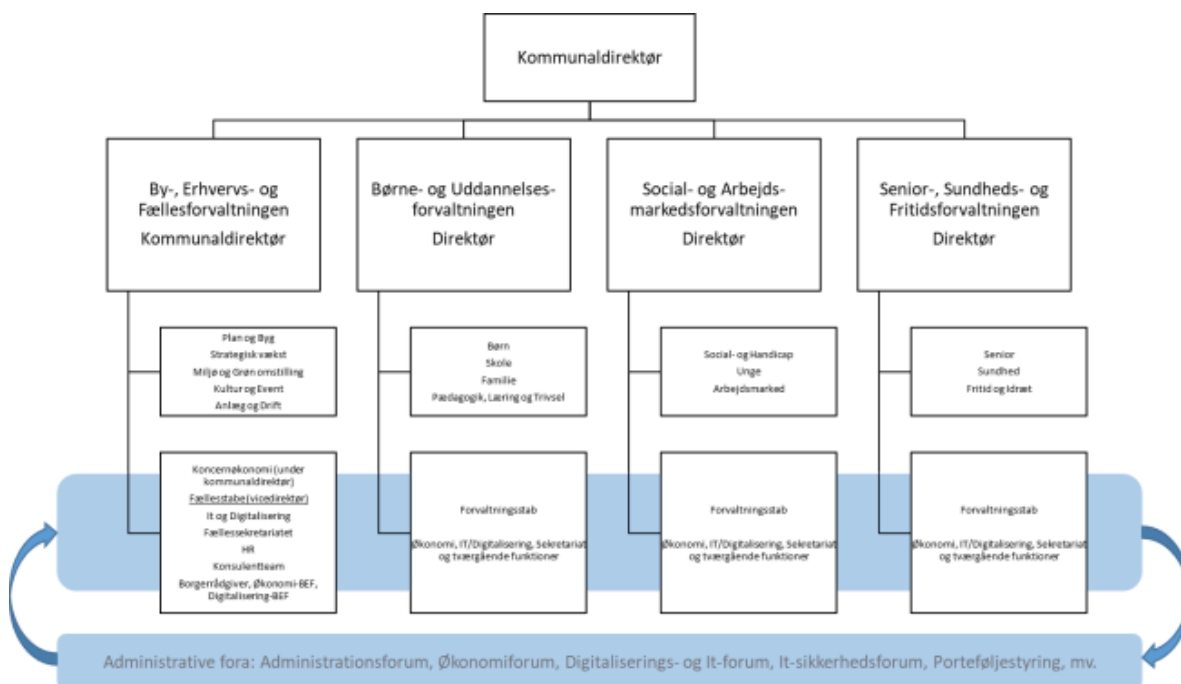 Kommunaldirektør
By-, Erhvervs- og
Fællesforvaltningen
Kommunaldirektør
Børne- og Uddannelses-
forvaltningen
Direktør
Social- og Arbejds-
markedsforvaltningen
Direktør
Senior-, Sundheds- og
Fritidsforvaltningen
Direktør
Plan og Byg
Strategisk vækst
Miljø og Grøn omstilling
Kultur og Event
Anlæg og Drift
Børn
Skole
Familie
Pædagogik, Læring og Trivsel
Social- og Handicap
Unge
Arbejdsmarked
Senior
Sundhed
Fritid og Idræt
Koncernøkonomi (under
kommunaldirektør)
Fællesstabe (vicedirektør)
It og Digitalisering
Fællessekretariatet
HR
Konsulentteam
Borgerrådgiver, Økonomi-BEF,
Digitalisering-BEF
Forvaltningsstab
Økonomi, IT/Digitalisering, Sekretariat
og tværgående funktioner
Forvaltningsstab
Økonomi, IT/Digitalisering, Sekretariat
og tværgående funktioner
Forvaltningsstab
Økonomi, IT/Digitalisering, Sekretariat
og tværgående funktioner
Administrative fora: Administrationsforum, Økonomiforum, Digitaliserings- og It-forum, It-sikkerhedsforum, Porteføljestyring, mv.